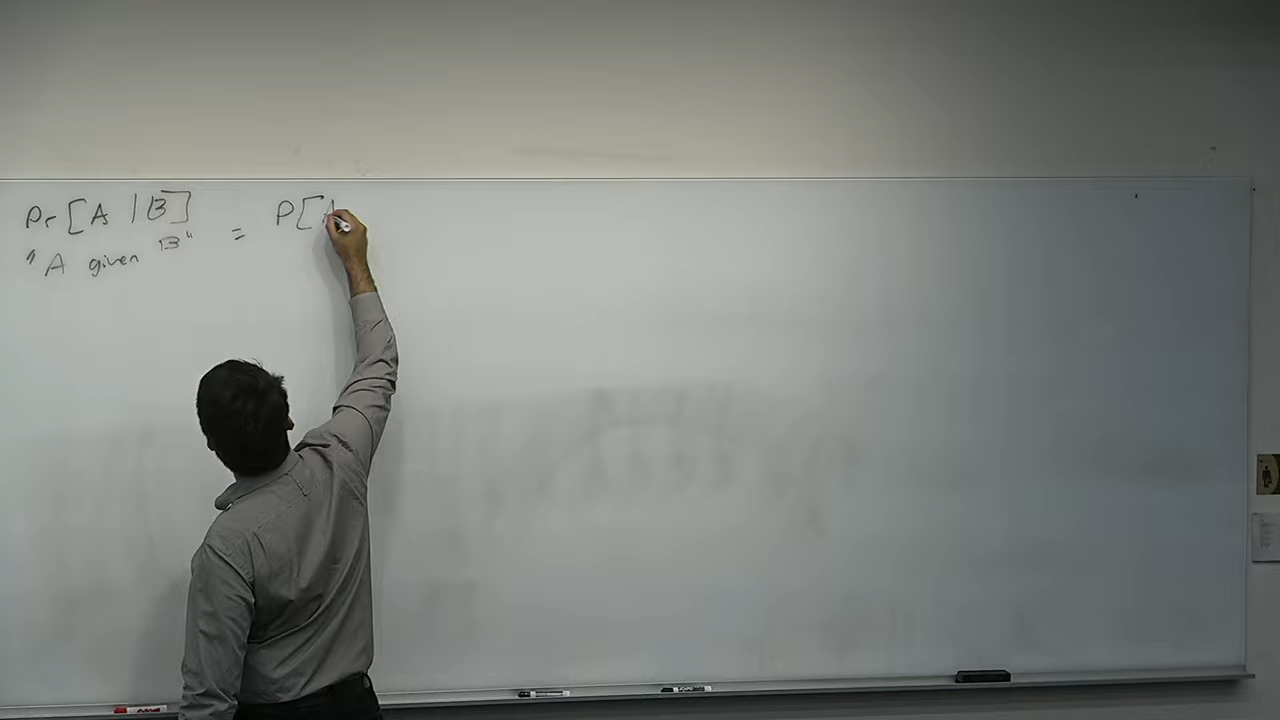 Pr[A | B] = P[A
"A given B"